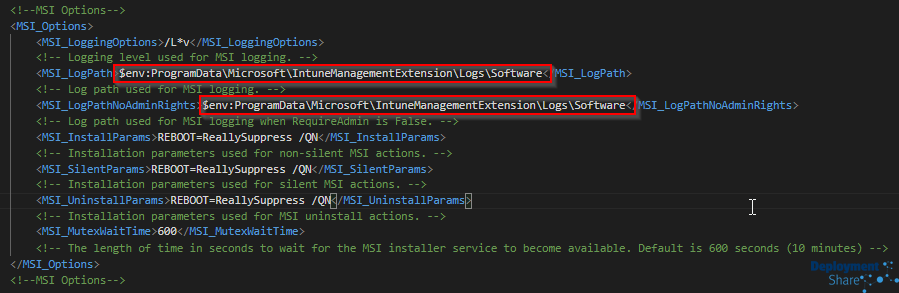 <!--MSI Options-->
<MSI_Options>
<MSI_LoggingOptions>/L*v</MSI_LoggingOptions>
<!-- Logging level used for MSI logging. -->
<MSI_LogPath>$env:ProgramData\Microsoft\IntuneManagementExtension\Logs\Software</MSI_LogPath>
<!-- Log path used for MSI logging. -->
<MSI_LogPathNoAdminRights>$env:ProgramData\Microsoft\IntuneManagementExtension\Logs\Software</MSI_LogPathNoAdminRights>
<!-- Log path used for MSI logging when RequireAdmin is False. -->
<MSI_InstallParams>REBOOT=ReallySuppress /QN</MSI_InstallParams>
<!-- Installation parameters used for non-silent MSI actions. -->
<MSI_SilentParams>REBOOT=ReallySuppress /QN</MSI_SilentParams>
<!-- Installation parameters used for silent MSI actions. -->
<MSI_UninstallParams>REBOOT=ReallySuppress /QN</MSI_UninstallParams>
<!-- Installation parameters used for MSI uninstall actions. -->
<MSI_MutexWaitTime>600</MSI_MutexWaitTime>
<!-- The length of time in seconds to wait for the MSI installer service to become available. Default is 600 seconds (10 minutes) -->
</MSI_Options>
<!--MSI Options-->
Deployment
Share